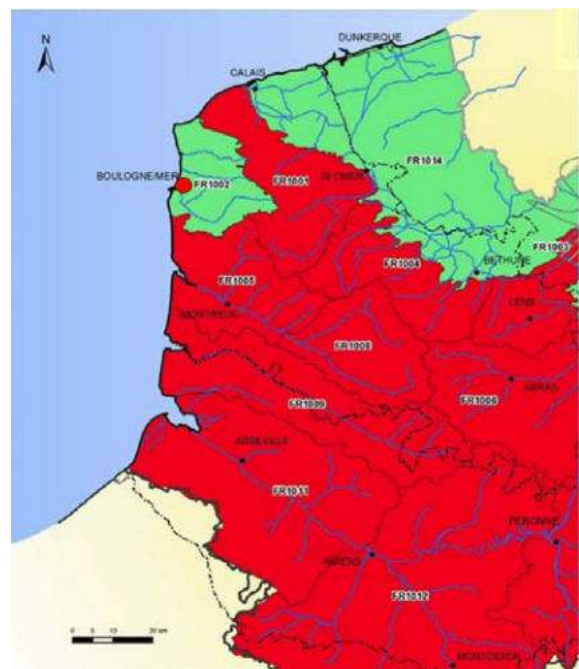 N
DUNKERQUE
CALAIS
FR1014
ST OMER
BOULOGNE/MER
FR1002
FR1001
FR1003
FR1004
BETHUNE
FR1005
LENS
MONTREUIL
FR1008
ARRAS
FR1006
FR1009
ABBEVILLE
FR1011
PERONNE
AMIENS
FR1012
MONTDIDIER
0 5 10 20 km